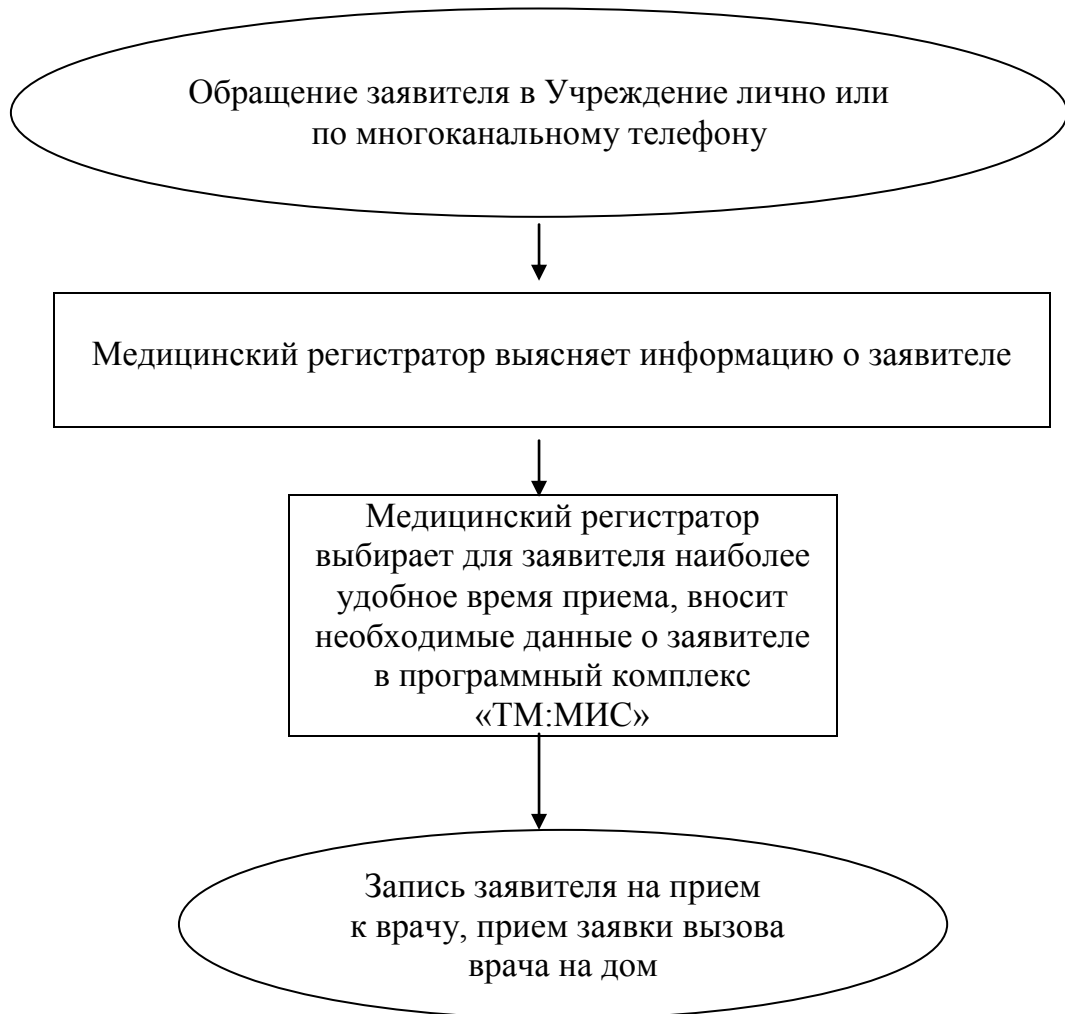 Обращение заявителя в Учреждение лично или
по многоканальному телефону
Медицинский регистратор выясняет информацию о заявителе
Медицинский регистратор
выбирает для заявителя наиболее
удобное время приема, вносит
необходимые данные о заявителе
в программный комплекс
«ТМ:МИС»
Запись заявителя на прием
к врачу, прием заявки вызова
врача на дом